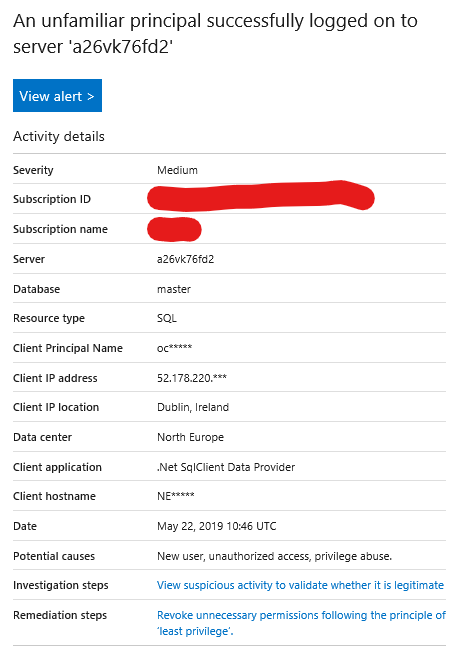 An unfamiliar principal successfully logged on to
server 'a26vk76fd2'
View alert >
Activity details
Severity Medium
Subscription ID
Subscription name
Server a26vk76fd2
Database master
Resource type SQL
Client Principal Name oc*****
Client IP address 52.178.220.***
Client IP location Dublin, Ireland
Data center North Europe
Client application .Net SqlClient Data Provider
Client hostname NE*****
Date May 22, 2019 10:46 UTC
Potential causes New user, unauthorized access, privilege abuse.
Investigation steps View suspicious activity to validate whether it is legitimate
Remediation steps Revoke unnecessary permissions following the principle of
'least privilege'.